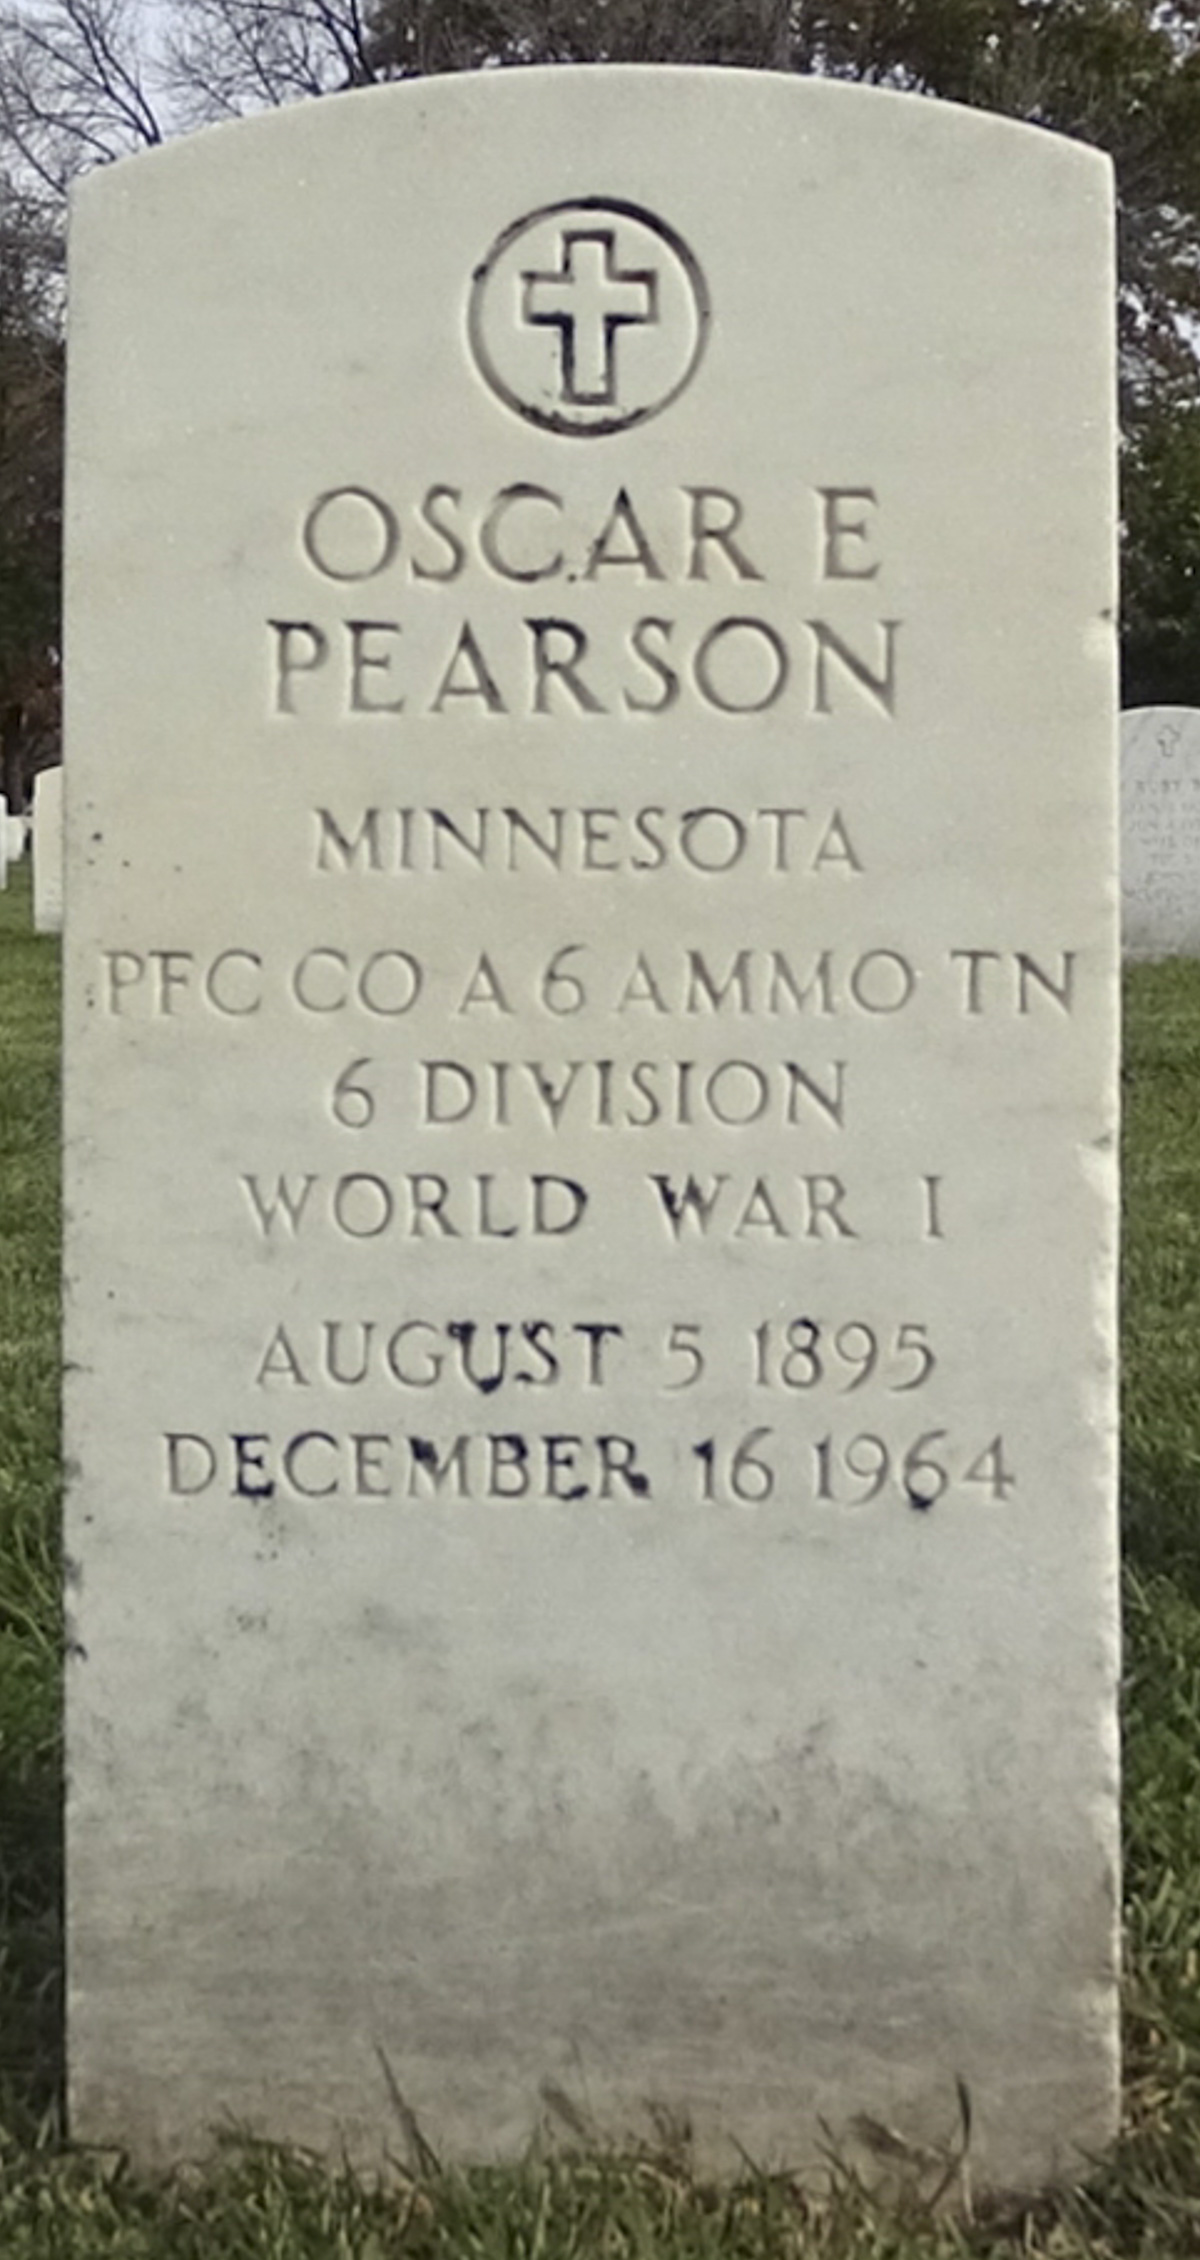 OSCAR E
PEARSON
MINNESOTA
PFC CO A 6 AMMO TN
6 DIVISION
WORLD WAR I
AUGUST 5 1895
DECEMBER 16 1964